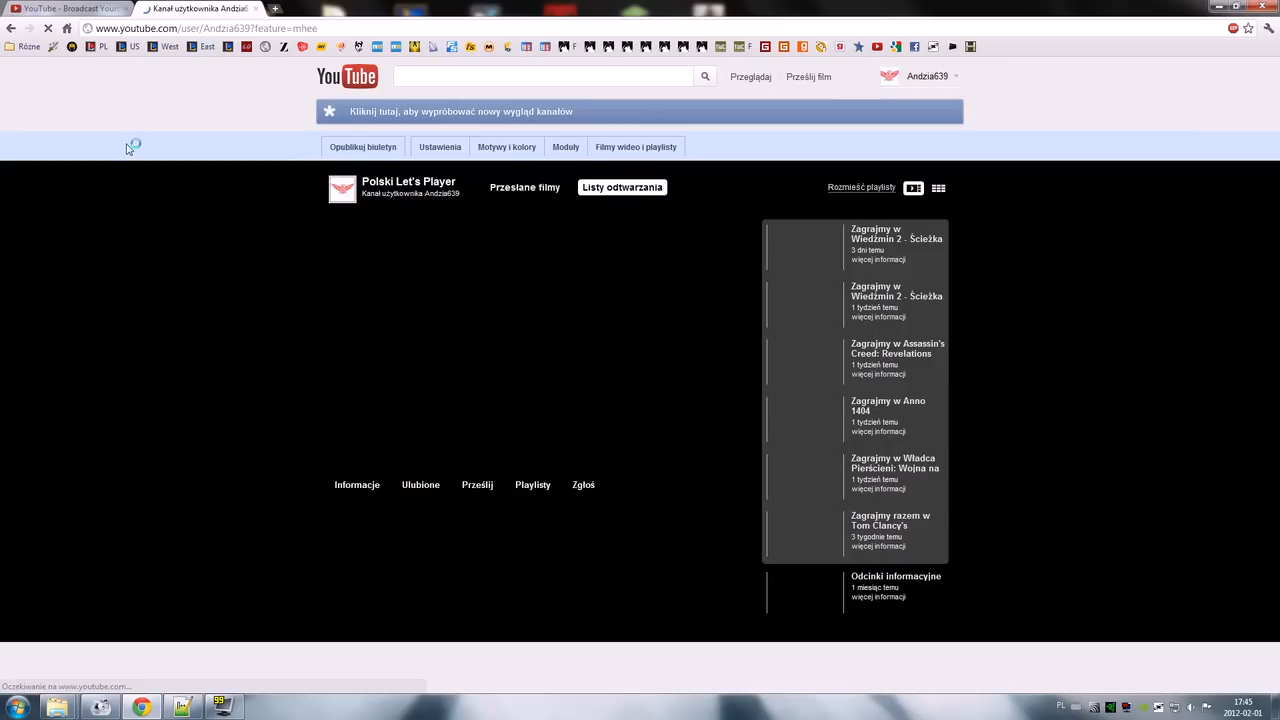 YouTube - Broadcast Your
Kanał użytkownika Andzia6
www.youtube.com/user/Andzia639?feature=mhee
Różne
PL
US
West
East
F
F
YouTube
Przeglądaj
Prześlij film
Andzia639
Kliknij tutaj, aby wypróbować nowy wygląd kanałów
Opublikuj biuletyn
Ustawienia
Motywy i kolory
Moduły
Filmy wideo i playlisty
Polski Let's Player
Kanał użytkownika Andzia639
Przesłane filmy
Listy odtwarzania
Rozmieść playlisty
Zagrajmy w
Wiedźmin 2 - Ścieżka
3 dni temu
więcej informacji
Zagrajmy w
Wiedźmin 2 - Ścieżka
1 tydzień temu
więcej informacji
Zagrajmy w Assassin's
Creed: Revelations
1 tydzień temu
więcej informacji
Zagrajmy w Anno
1404
1 tydzień temu
więcej informacji
Zagrajmy w Władca
Pierścieni: Wojna na
1 tydzień temu
więcej informacji
Zagrajmy razem w
Tom Clancy's
3 tygodnie temu
więcej informacji
Odcinki informacyjne
1 miesiąc temu
więcej informacji
Informacje
Ulubione
Prześlij
Playlisty
Zgłoś
Oczekiwanie na www.youtube.com...
99
PL
17:45
2012-02-01